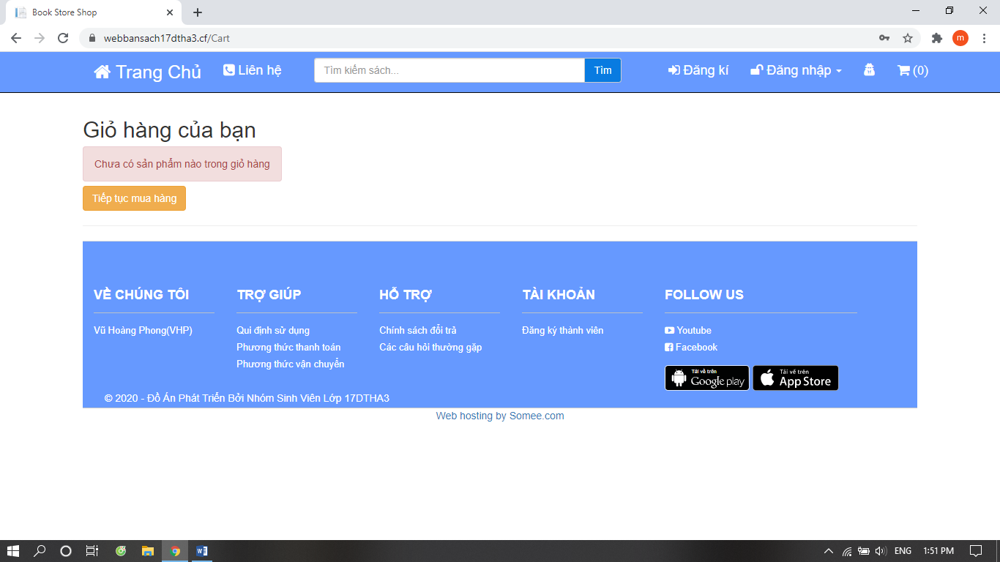 Book Store Shop
webbansach17dtha3.cf/Cart
m
Trang Chủ
Liên hệ
Tìm kiếm sách...
Tìm
Đăng kí
Đăng nhập
(0)
Giỏ hàng của bạn
Chưa có sản phẩm nào trong giỏ hàng
Tiếp tục mua hàng
VỀ CHÚNG TÔI
Vũ Hoàng Phong(VHP)
TRỢ GIÚP
Qui định sử dụng
Phương thức thanh toán
Phương thức vận chuyển
HỖ TRỢ
Chính sách đổi trả
Các câu hỏi thường gặp
TÀI KHOẢN
Đăng ký thành viên
FOLLOW US
Youtube
Facebook
Tải về trên
Google play
Tải về trên
App Store
© 2020 - Đồ Án Phát Triển Bởi Nhóm Sinh Viên Lớp 17DTHA3
Web hosting by Somee.com
ENG
1:51 PM